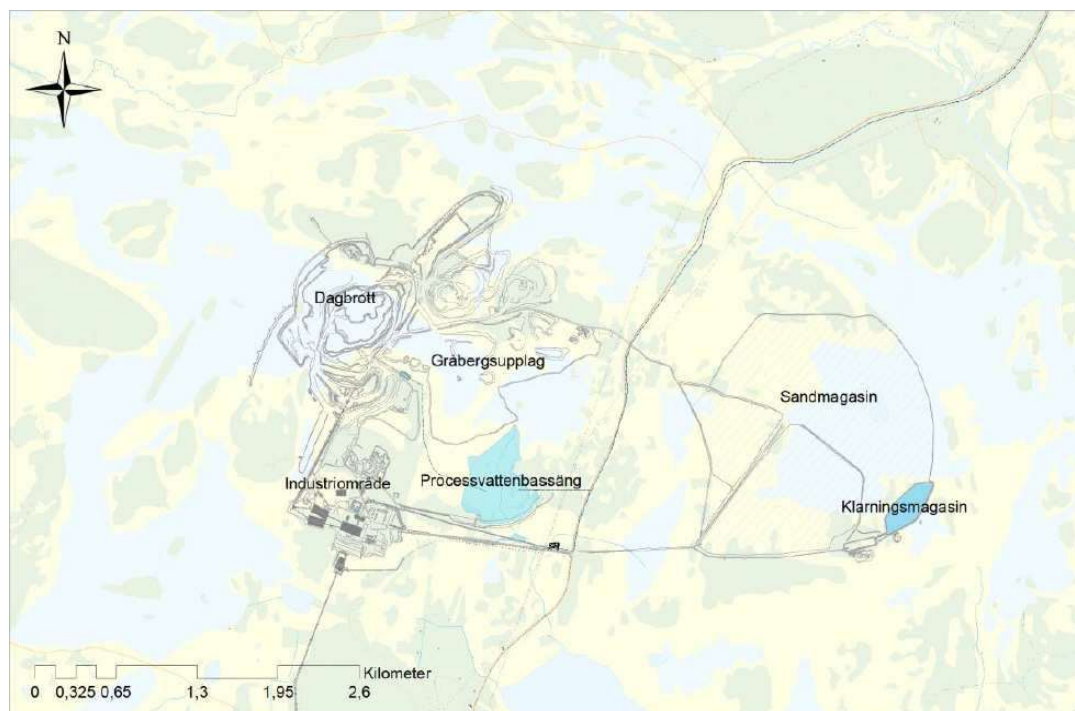 N
Dagbrott
Gråbergsupplag
Sandmagasin
Industriområde
Processvattenbassäng
Klarningsmagasin
Kilometer
0 0,325 0,65 1,3 1,95 2,6